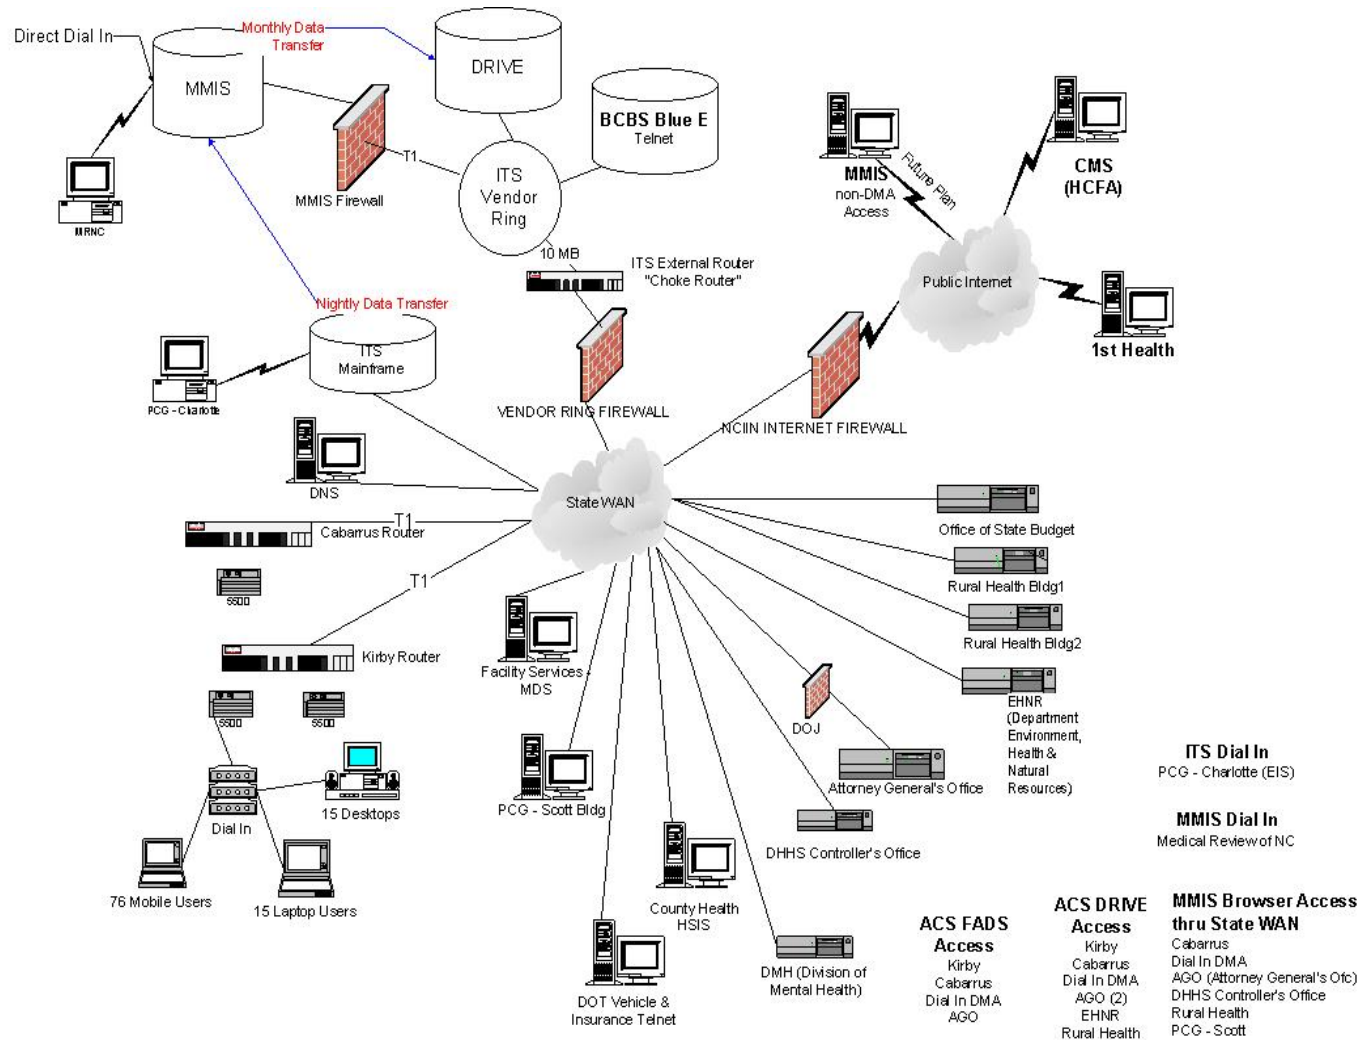 Direct Dial In
MMIS
Monthly Data
Transfer
DRIVE
BCBS Blue E
Telnet
T1
ITS
Vendor
Ring
MMIS Firewall
MRNC
10 MB
ITS External Router
"Choke Router"
MMIS
non-DMA
Access
Future Plan
CMS
(HCFA)
Public Internet
1st Health
Nightly Data Transfer
ITS
Mainframe
PCG - Charlotte
VENDOR RING FIREWALL
NCIIN INTERNET FIREWALL
DNS
State WAN
T1
Cabarrus Router
5500
T1
Kirby Router
5500
5500
Dial In
15 Desktops
76 Mobile Users
15 Laptop Users
Facility Services -
MDS
PCG - Scott Bldg
County Health
HSIS
DOT Vehicle &
Insurance Telnet
DMH (Division of
Mental Health)
DHHS Controller's Office
DOJ
Attorney General's Office
Office of State Budget
Rural Health Bldg1
Rural Health Bldg2
EHNR
(Department
Environment,
Health &
Natural
Resources)
ITS Dial In
PCG - Charlotte (EIS)
MMIS Dial In
Medical Review of NC
ACS FADS
Access
Kirby
Cabarrus
Dial In DMA
AGO
ACS DRIVE
Access
Kirby
Cabarrus
Dial In DMA
AGO (2)
EHNR
Rural Health
MMIS Browser Access
thru State WAN
Cabarrus
Dial In DMA
AGO (Attorney General's Ofc)
DHHS Controller's Office
Rural Health
PCG - Scott